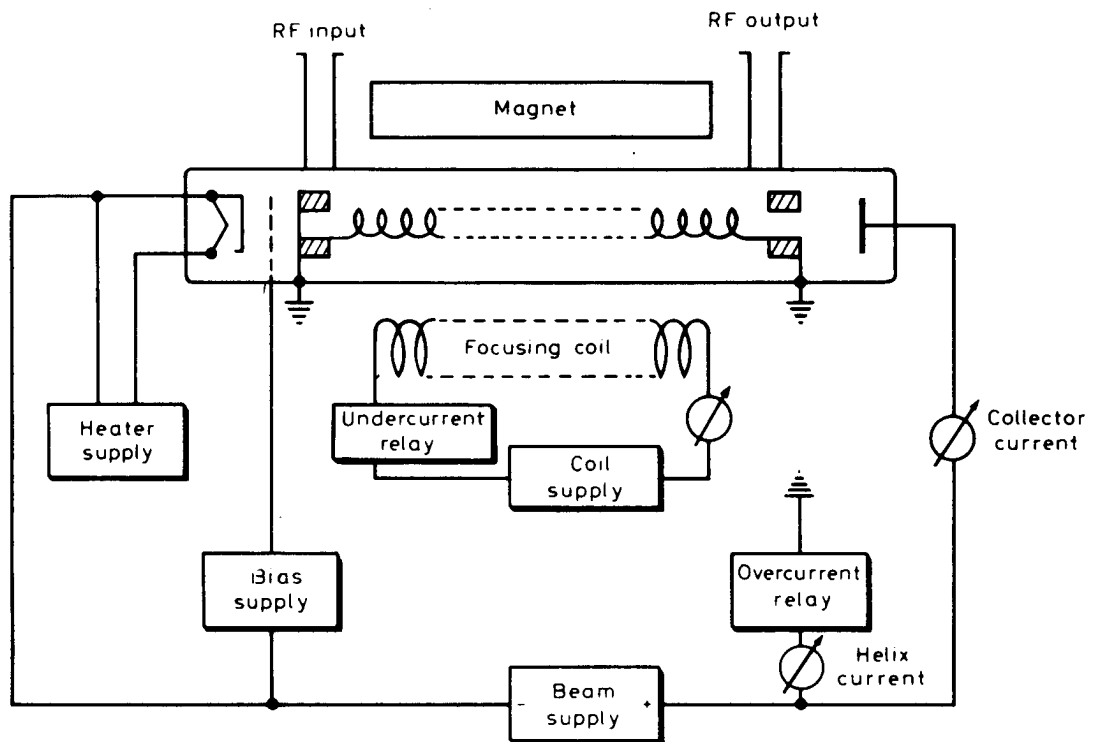 RF input
RF output
Magnet
Focusing coil
Undercurrent
relay
Heater
supply
Coil
supply
Collector
current
Bias
supply
Overcurrent
relay
Helix
current
Beam
supply
-
+